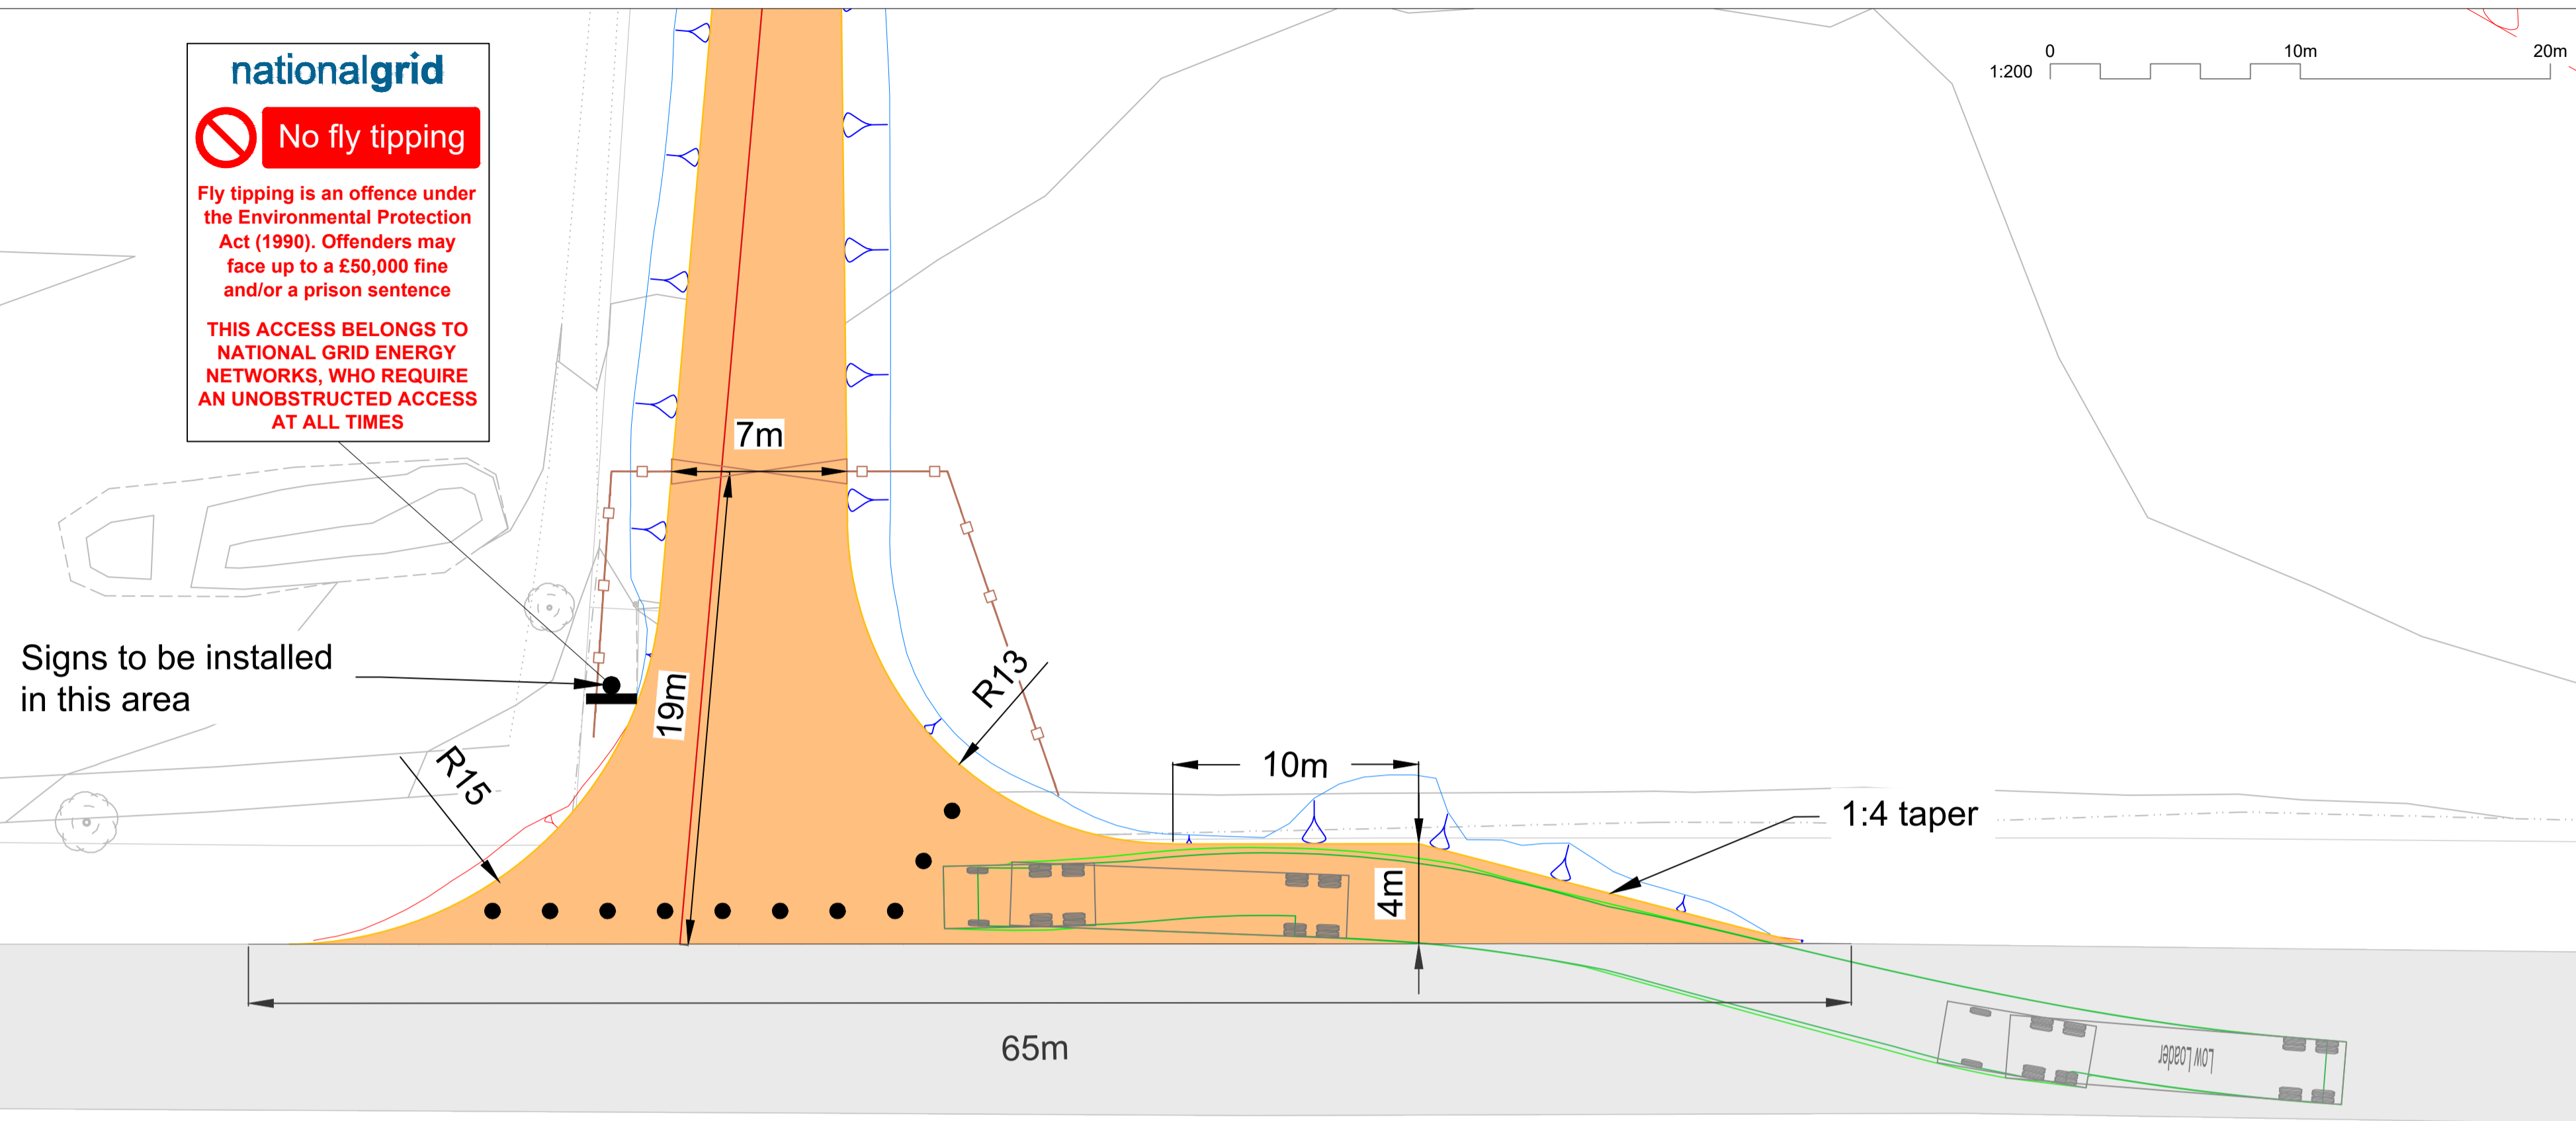 nationalgrid
No fly tipping
Fly tipping is an offence under
the Environmental Protection
Act (1990). Offenders may
face up to a £50,000 fine
and/or a prison sentence
THIS ACCESS BELONGS TO
NATIONAL GRID ENERGY
NETWORKS, WHO REQUIRE
AN UNOBSTRUCTED ACCESS
AT ALL TIMES
0 10m 20m
1:200
7m
Signs to be installed
in this area
19m
R13
R15
10m
1:4 taper
4m
65m
Low Loader